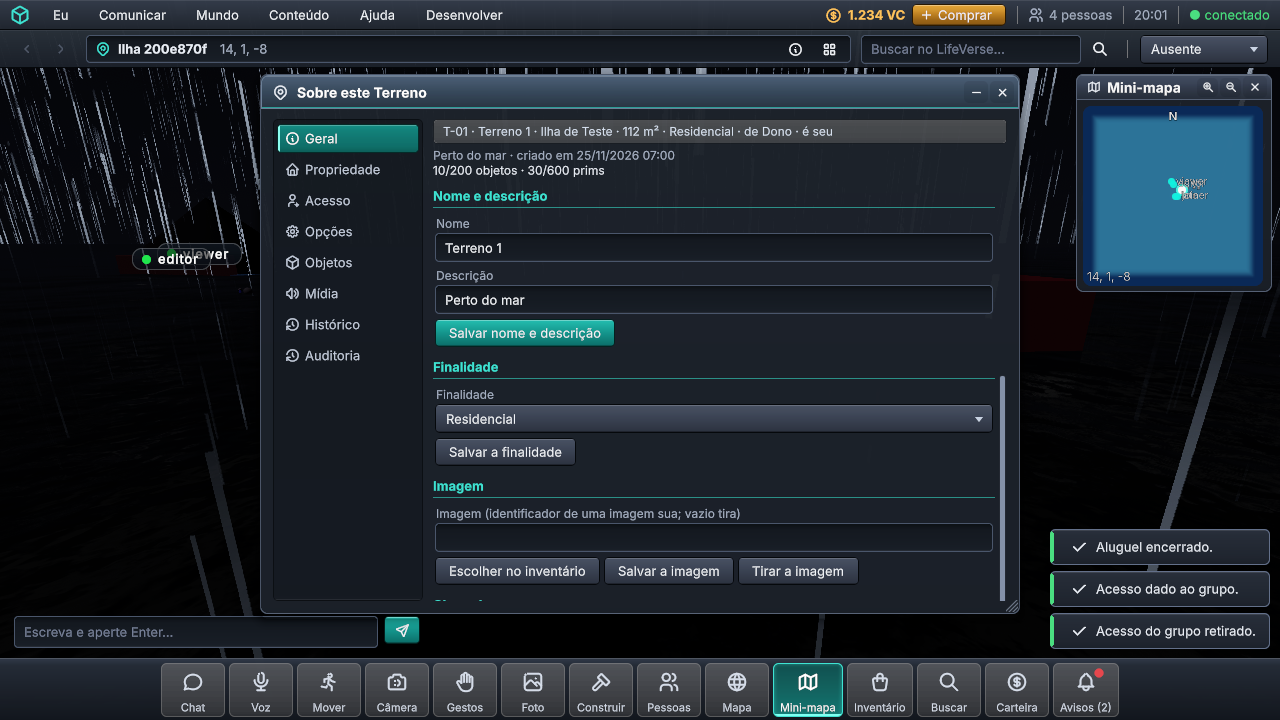 Eu Comunicar Mundo Conteúdo Ajuda Desenvolver 1.234 VC + Comprar 4 pessoas 20:01 conectado
Ilha 200e870f 14, 1, -8 Buscar no LifeVerse... Ausente
Sobre este Terreno
Mini-mapa
N
viewer
14, 1, -8
viewer
editor
Geral
Propriedade
Acesso
Opções
Objetos
Mídia
Histórico
Auditoria
T-01 · Terreno 1 · Ilha de Teste · 112 m² · Residencial · de Dono · é seu
Perto do mar · criado em 25/11/2026 07:00
10/200 objetos · 30/600 prims
Nome e descrição
Nome
Terreno 1
Descrição
Perto do mar
Salvar nome e descrição
Finalidade
Finalidade
Residencial
Salvar a finalidade
Imagem
Imagem (identificador de uma imagem sua; vazio tira)
Escolher no inventário Salvar a imagem Tirar a imagem
Aluguel encerrado.
Acesso dado ao grupo.
Acesso do grupo retirado.
Escreva e aperte Enter...
Chat Voz Mover Câmera Gestos Foto Construir Pessoas Mapa Mini-mapa Inventário Buscar Carteira Avisos (2)